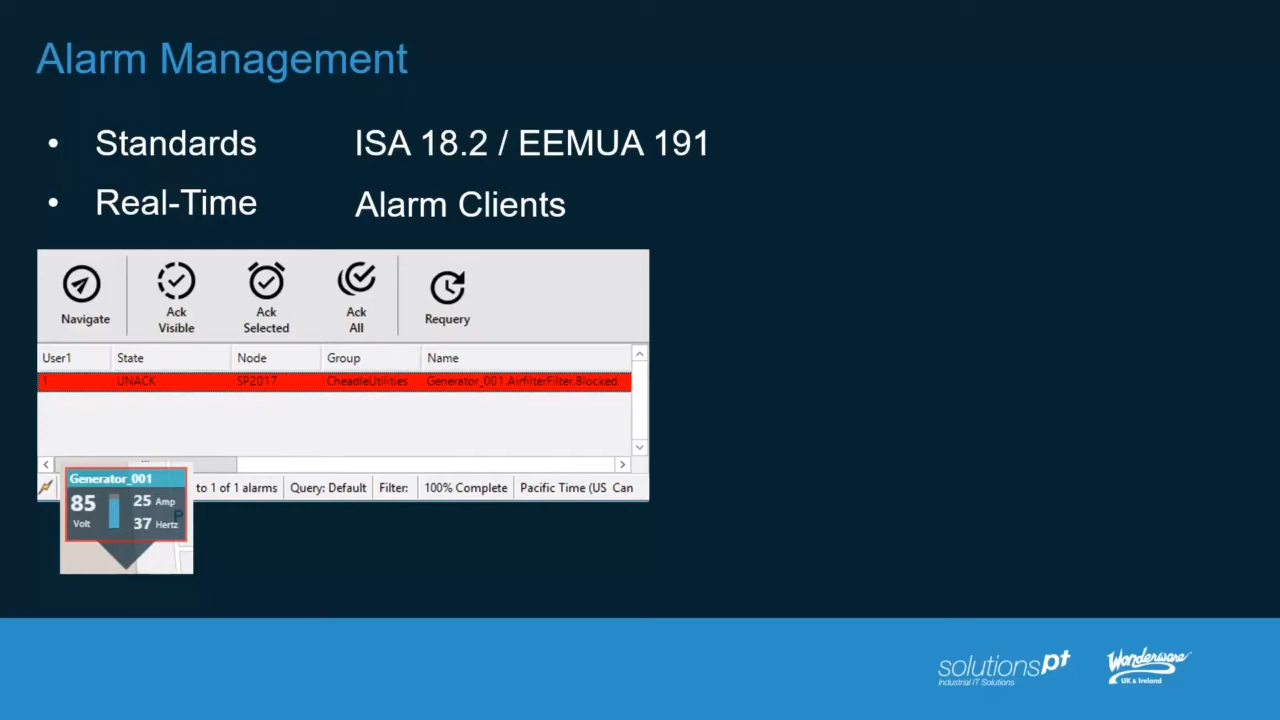 Alarm Management
• Standards ISA 18.2 / EEMUA 191
• Real-Time Alarm Clients
Navigate
Ack Visible
Ack Selected
Ack All
Requery
User1 State Node Group Name
1 UNACK SP2017 CheadleUtilities Generator_001.AirfilterFilter.Blocked
to 1 of 1 alarms Query: Default Filter: 100% Complete Pacific Time (US Can
Generator_001
85 Volt
25 Amp
37 Hertz
solutionspt
Industrial IT Solutions
Wonderware
UK & Ireland